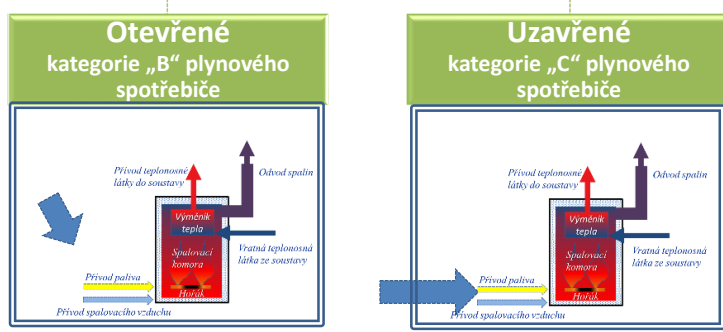 Otevřené
kategorie „B“ plynového
spotřebiče
Přívod teplonosné
látky do soustavy
Odvod spalin
Výměník
tepla
Vratná teplonosná
látka ze soustavy
Spalovací
komora
Přívod paliva
Hořák
Přívod spalovacího vzduchu
Uzavřené
kategorie „C“ plynového
spotřebiče
Přívod teplonosné
látky do soustavy
Odvod spalin
Výměník
tepla
Vratná teplonosná
látka ze soustavy
Spalovací
komora
Přívod paliva
Hořák
Přívod spalovacího vzduchu